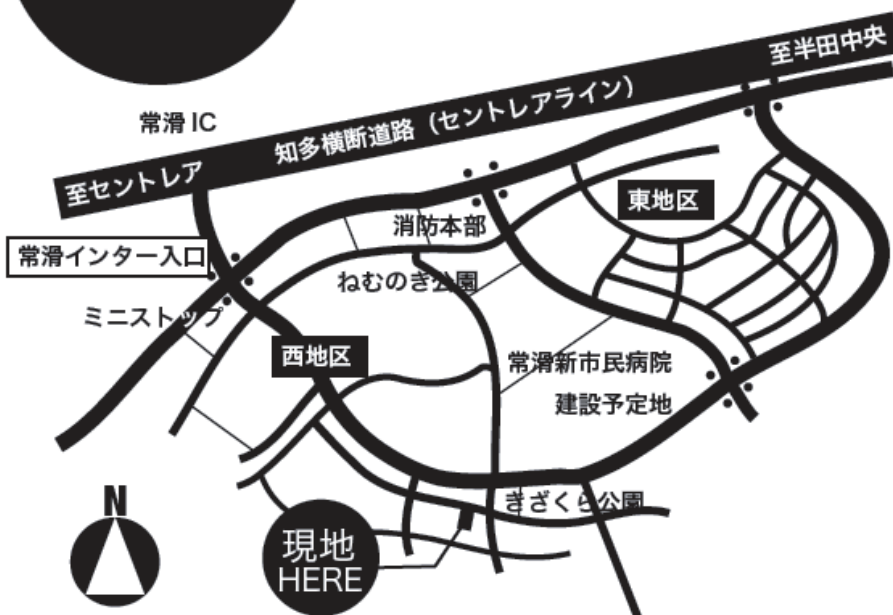 至半田中央
知多横断道路（セントレアライン）
常滑 IC
至セントレア
東地区
消防本部
常滑インター入口
ねむのき公園
ミニストップ
西地区
常滑新市民病院
建設予定地
きざくら公園
N
現地
HERE